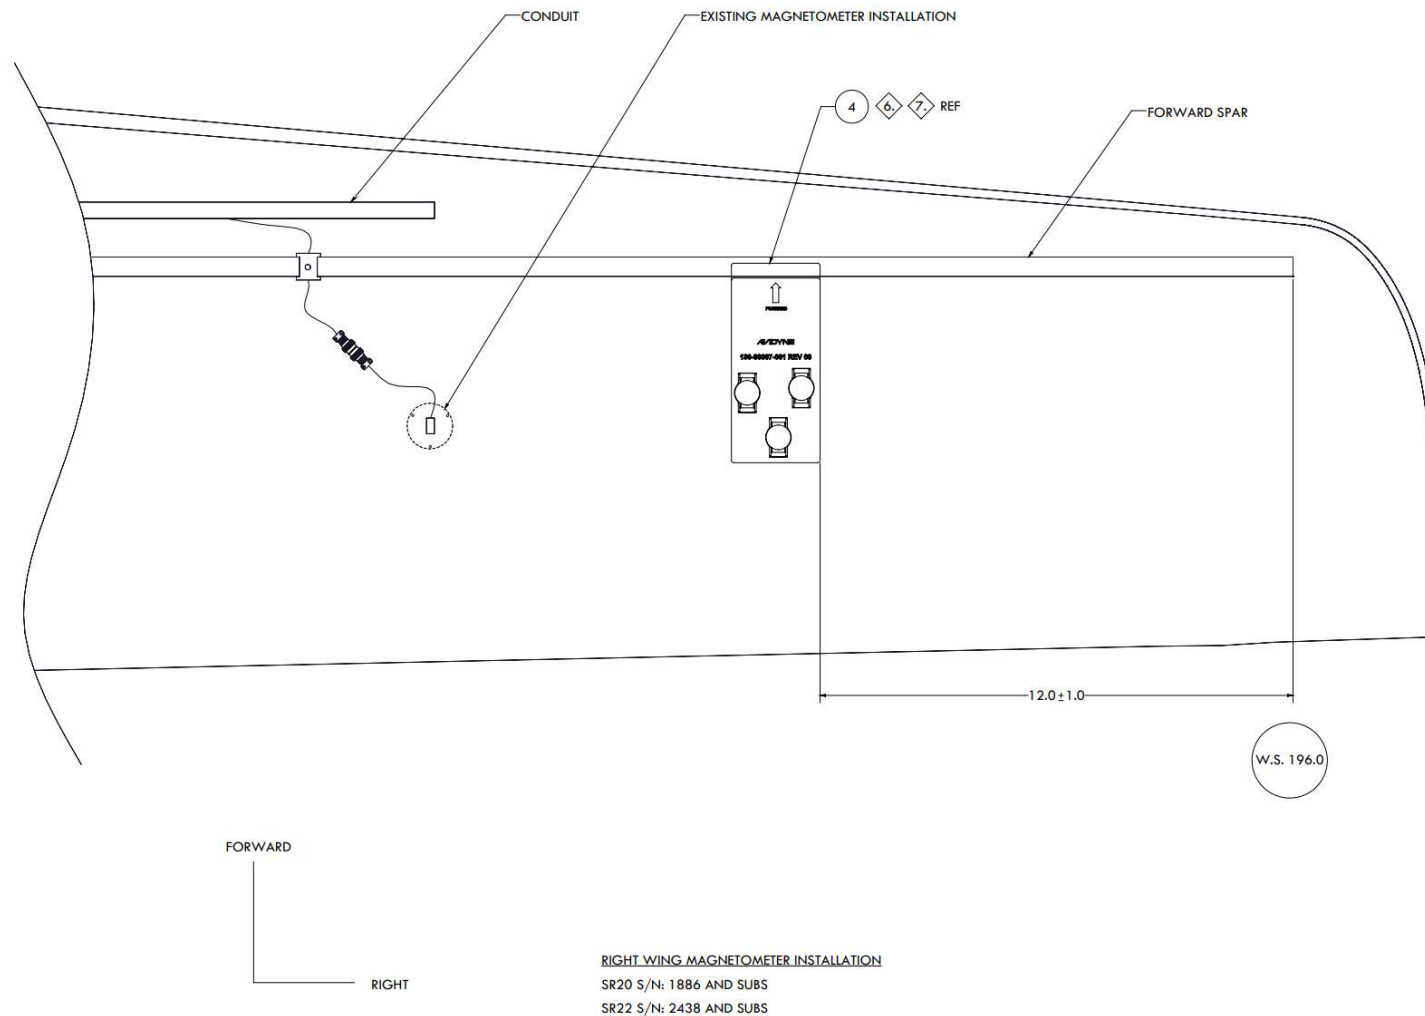 CONDUIT
EXISTING MAGNETOMETER INSTALLATION
4 6. 7. REF
FORWARD SPAR
FORWARD
AVIDYNE
12.0±1.0
W.S. 196.0
FORWARD
RIGHT
RIGHT WING MAGNETOMETER INSTALLATION
SR20 S/N: 1886 AND SUBS
SR22 S/N: 2438 AND SUBS